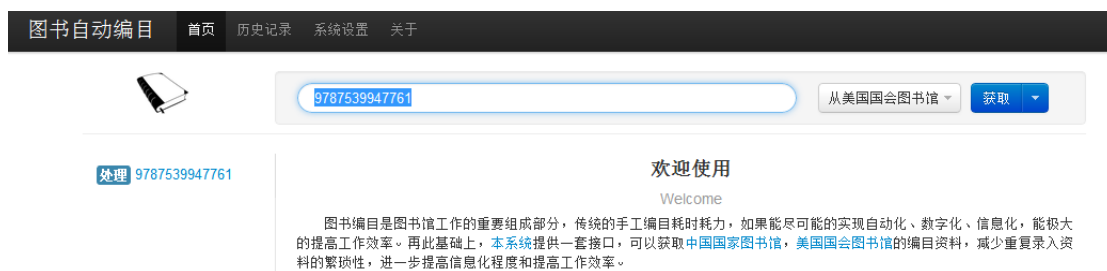 图书自动编目 首页 历史记录 系统设置 关于
9787539947761 从美国国会图书馆 获取
处理 9787539947761
欢迎使用
Welcome
图书编目是图书馆工作的重要组成部分，传统的手工编目耗时耗力，如果能尽可能的实现自动化、数字化、信息化，能极大
的提高工作效率。再此基础上，本系统提供一套接口，可以获取中国国家图书馆，美国国会图书馆的编目资料，减少重复录入资
料的繁琐性，进一步提高信息化程度和提高工作效率。